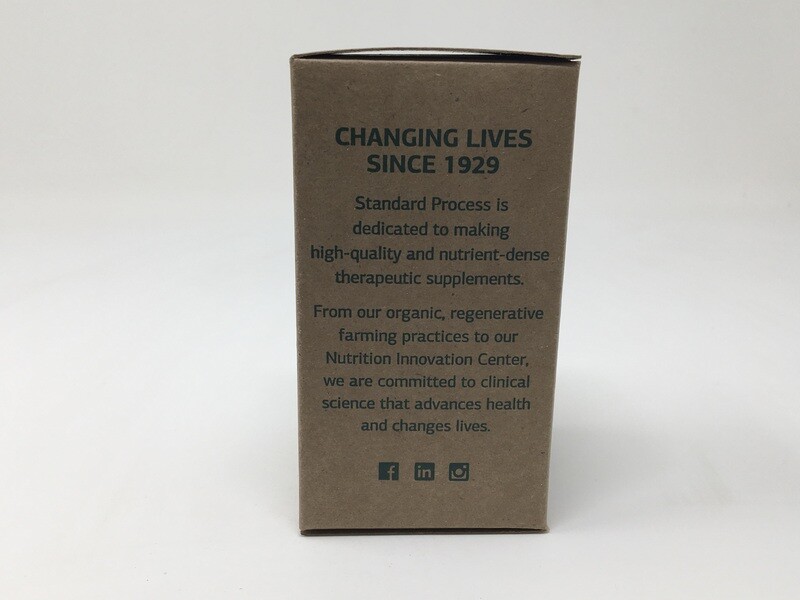 CHANGING LIVES
SINCE 1929
Standard Process is
dedicated to making
high-quality and nutrient-dense
therapeutic supplements.
From our organic, regenerative
farming practices to our
Nutrition Innovation Center,
we are committed to clinical
science that advances health
and changes lives.
f in